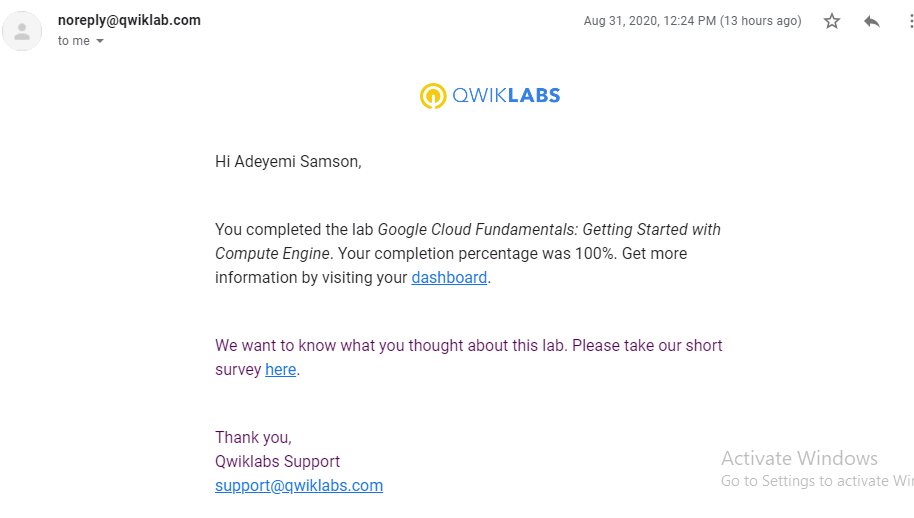 noreply@qwiklab.com
Aug 31, 2020, 12:24 PM (13 hours ago)
to me
QWIKLABS
Hi Adeyemi Samson,
You completed the lab Google Cloud Fundamentals: Getting Started with
Compute Engine. Your completion percentage was 100%. Get more
information by visiting your dashboard.
We want to know what you thought about this lab. Please take our short
survey here.
Thank you,
Qwiklabs Support
support@qwiklabs.com
Activate Windows
Go to Settings to activate